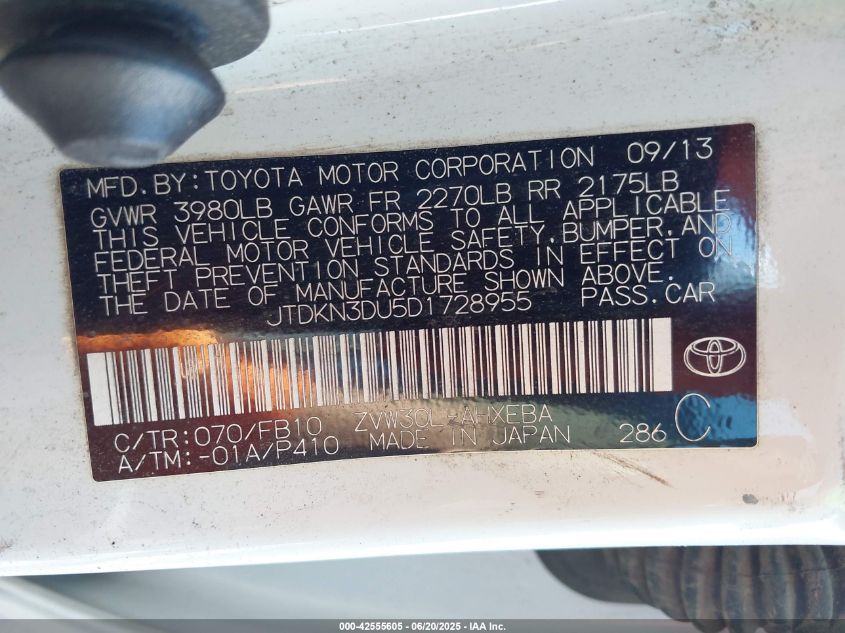 MFD. BY: TOYOTA MOTOR CORPORATION 09/13
GVWR 3980LB GAWR FR 2270LB RR 2175LB
THIS VEHICLE CONFORMS TO ALL APPLICABLE
FEDERAL MOTOR VEHICLE SAFETY, BUMPER, AND
THEFT PREVENTION STANDARDS IN EFFECT ON
THE DATE OF MANUFACTURE SHOWN ABOVE.
JTDKN3DU5D1728955 PASS. CAR
C/TR: 070/FB10 ZVW30L-AHXEBA
A/TM: -01A/P410 MADE IN JAPAN 286 C
000-42555605 / 06/20/2025 - IAA Inc.